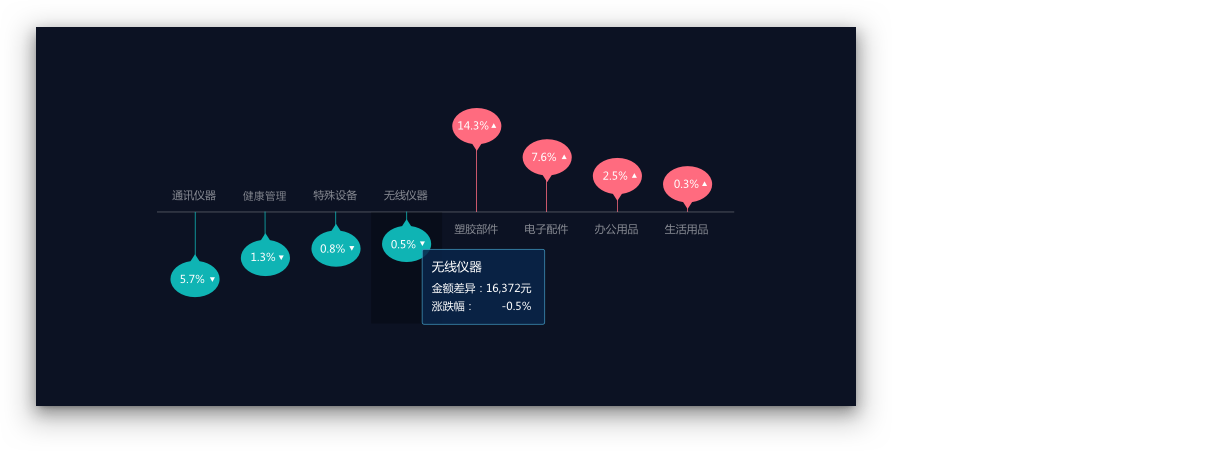 14.3%▲
7.6% ▲
2.5% ▲
0.3%▲
通讯仪器 健康管理 特殊设备 无线仪器
塑胶部件 电子配件 办公用品 生活用品
5.7% ▼
1.3%▼
0.8% ▼
0.5%▼
无线仪器
金额差异：16,372元
涨跌幅： -0.5%